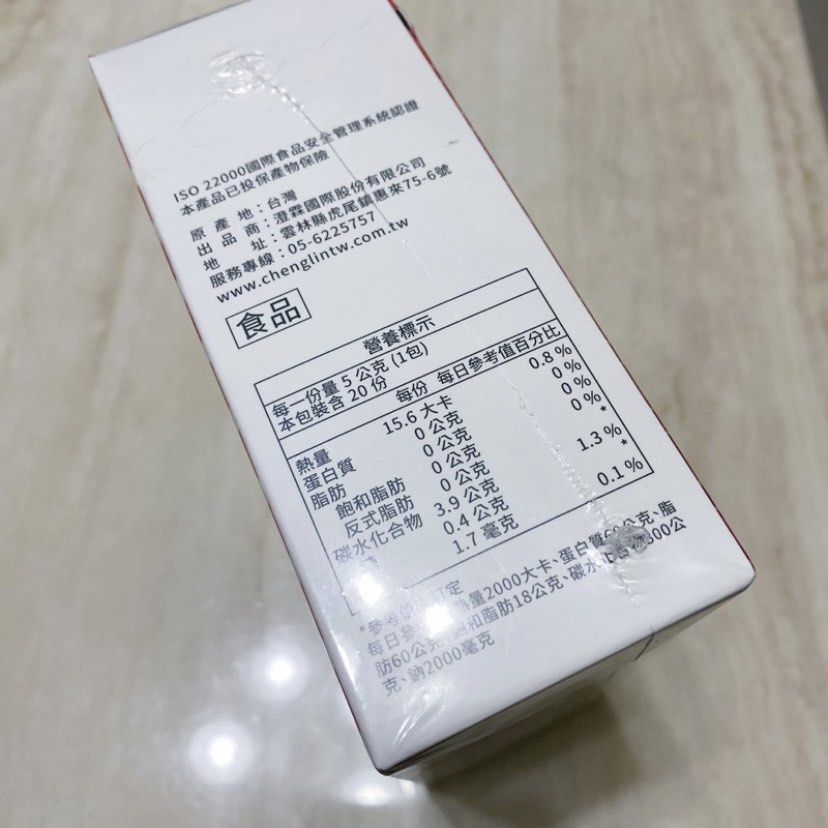 ISO 22000國際食品安全管理系統認證
本產品已投保產物保險
原產地：台灣
出品商：澄霖國際股份有限公司
地址：雲林縣虎尾鎮惠來75-6號
服務專線：05-6225757
www.chenglintw.com.tw
食品
營養標示
每一份量 5 公克 (1包)
本包裝含 20 份
每份 每日參考值百分比
熱量 15.6 大卡 0.8 %
蛋白質 0 公克 0 %
脂肪 0 公克 0 %
飽和脂肪 0 公克 0 %
反式脂肪 0 公克 *
碳水化合物 3.9 公克 1.3 %
0.4 公克 *
1.7 毫克 0.1 %
*參考值 訂定
每日參 熱量2000大卡、蛋白質60公克、脂
肪60公克、飽和脂肪18公克、碳水化合物300公
克、鈉2000毫克